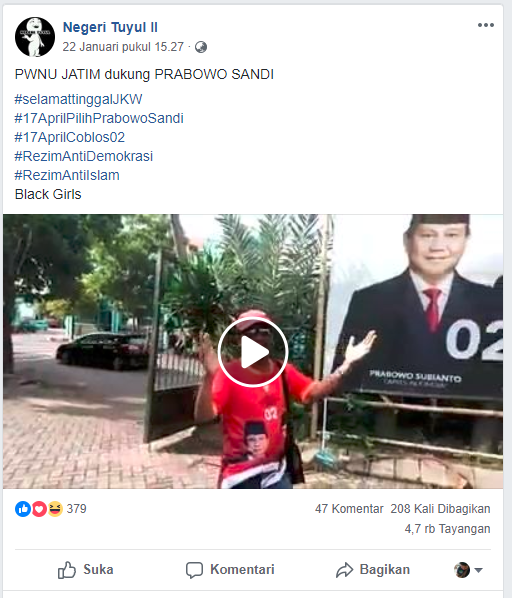 Negeri Tuyul II
22 Januari pukul 15.27 ·
PWNU JATIM dukung PRABOWO SANDI
#selamattinggalJKW
#17AprilPilihPrabowoSandi
#17AprilCoblos02
#RezimAntiDemokrasi
#RezimAntiIslam
Black Girls
02
PRABOWO SUBIANTO
02
379
47 Komentar 208 Kali Dibagikan
4,7 rb Tayangan
Suka
Komentari
Bagikan